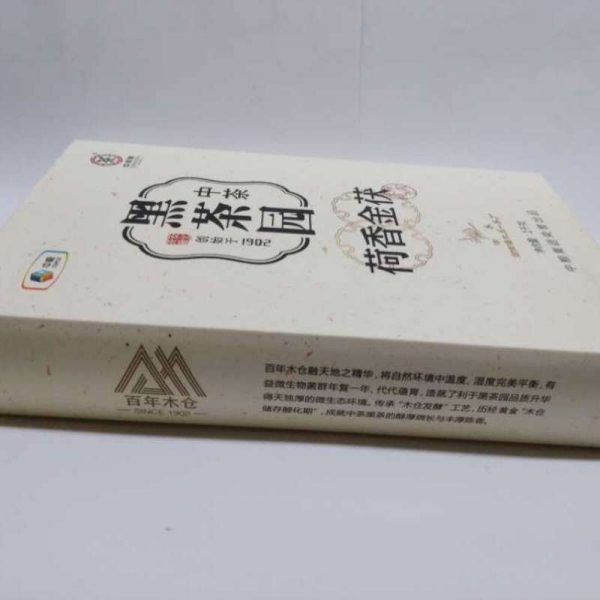 中茶
黑茶园
始于1902
荷香金茯
中粮
百年木仓
SINCE 1902
百年木仓融天地之精华，将自然环境中温度、湿度完美平衡，有
益微生物菌群年复一年、代代蕴育，造就了利于黑茶园品质升华
得天独厚的微生态环境。传承“木仓发酵”工艺，历经黄金“木仓
储存醇化期”，成就中茶黑茶的醇厚绵长与丰厚陈香。